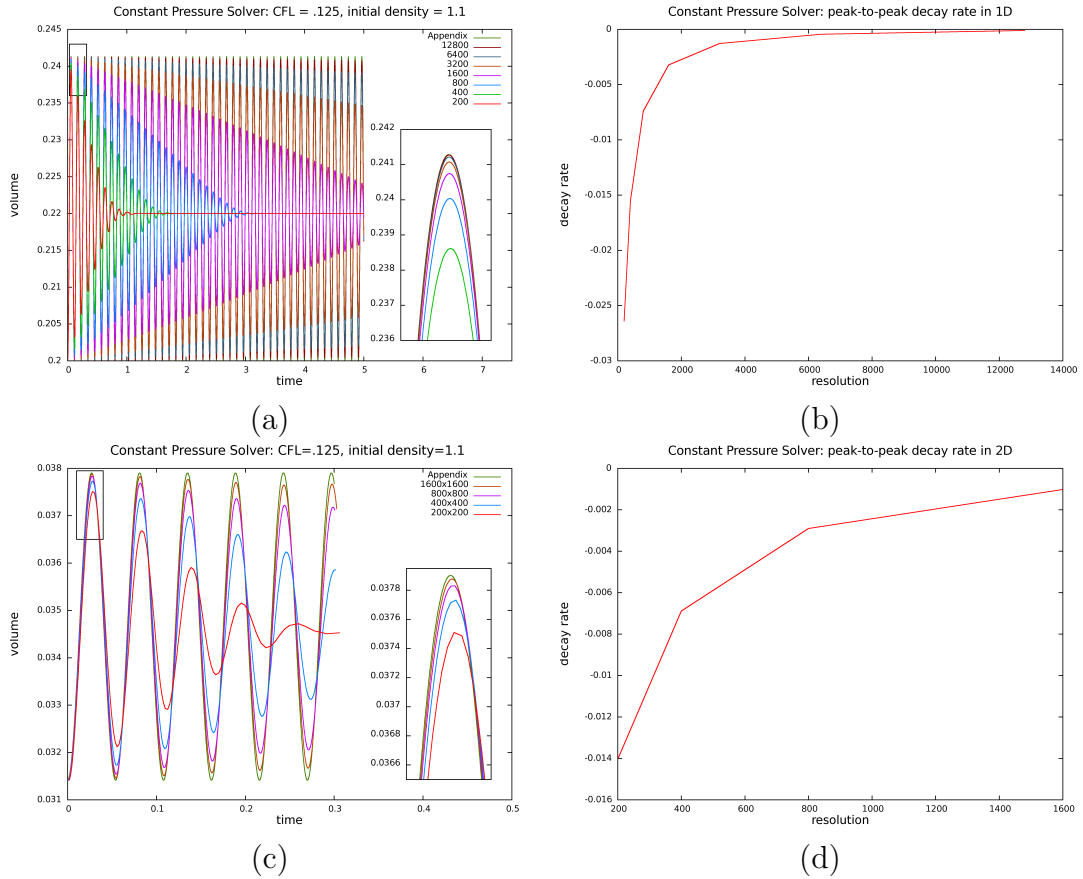 Constant Pressure Solver: CFL = .125, initial density = 1.1
0.245
0.24
0.235
0.23
0.225
0.22
0.215
0.21
0.205
0.2
volume
0 1 2 3 4 5 6 7
time
Appendix
12800
6400
3200
1600
800
400
200
0.242
0.241
0.24
0.239
0.238
0.237
0.236
(a)
Constant Pressure Solver: peak-to-peak decay rate in 1D
0
-0.005
-0.01
-0.015
-0.02
-0.025
-0.03
decay rate
0 2000 4000 6000 8000 10000 12000 14000
resolution
(b)
Constant Pressure Solver: CFL=.125, initial density=1.1
0.038
0.037
0.036
0.035
0.034
0.033
0.032
0.031
volume
0 0.1 0.2 0.3 0.4 0.5
time
Appendix
1600x1600
800x800
400x400
200x200
0.0378
0.0376
0.0374
0.0372
0.037
0.0368
0.0366
(c)
Constant Pressure Solver: peak-to-peak decay rate in 2D
0
-0.002
-0.004
-0.006
-0.008
-0.01
-0.012
-0.014
-0.016
decay rate
200 400 600 800 1000 1200 1400 1600
resolution
(d)